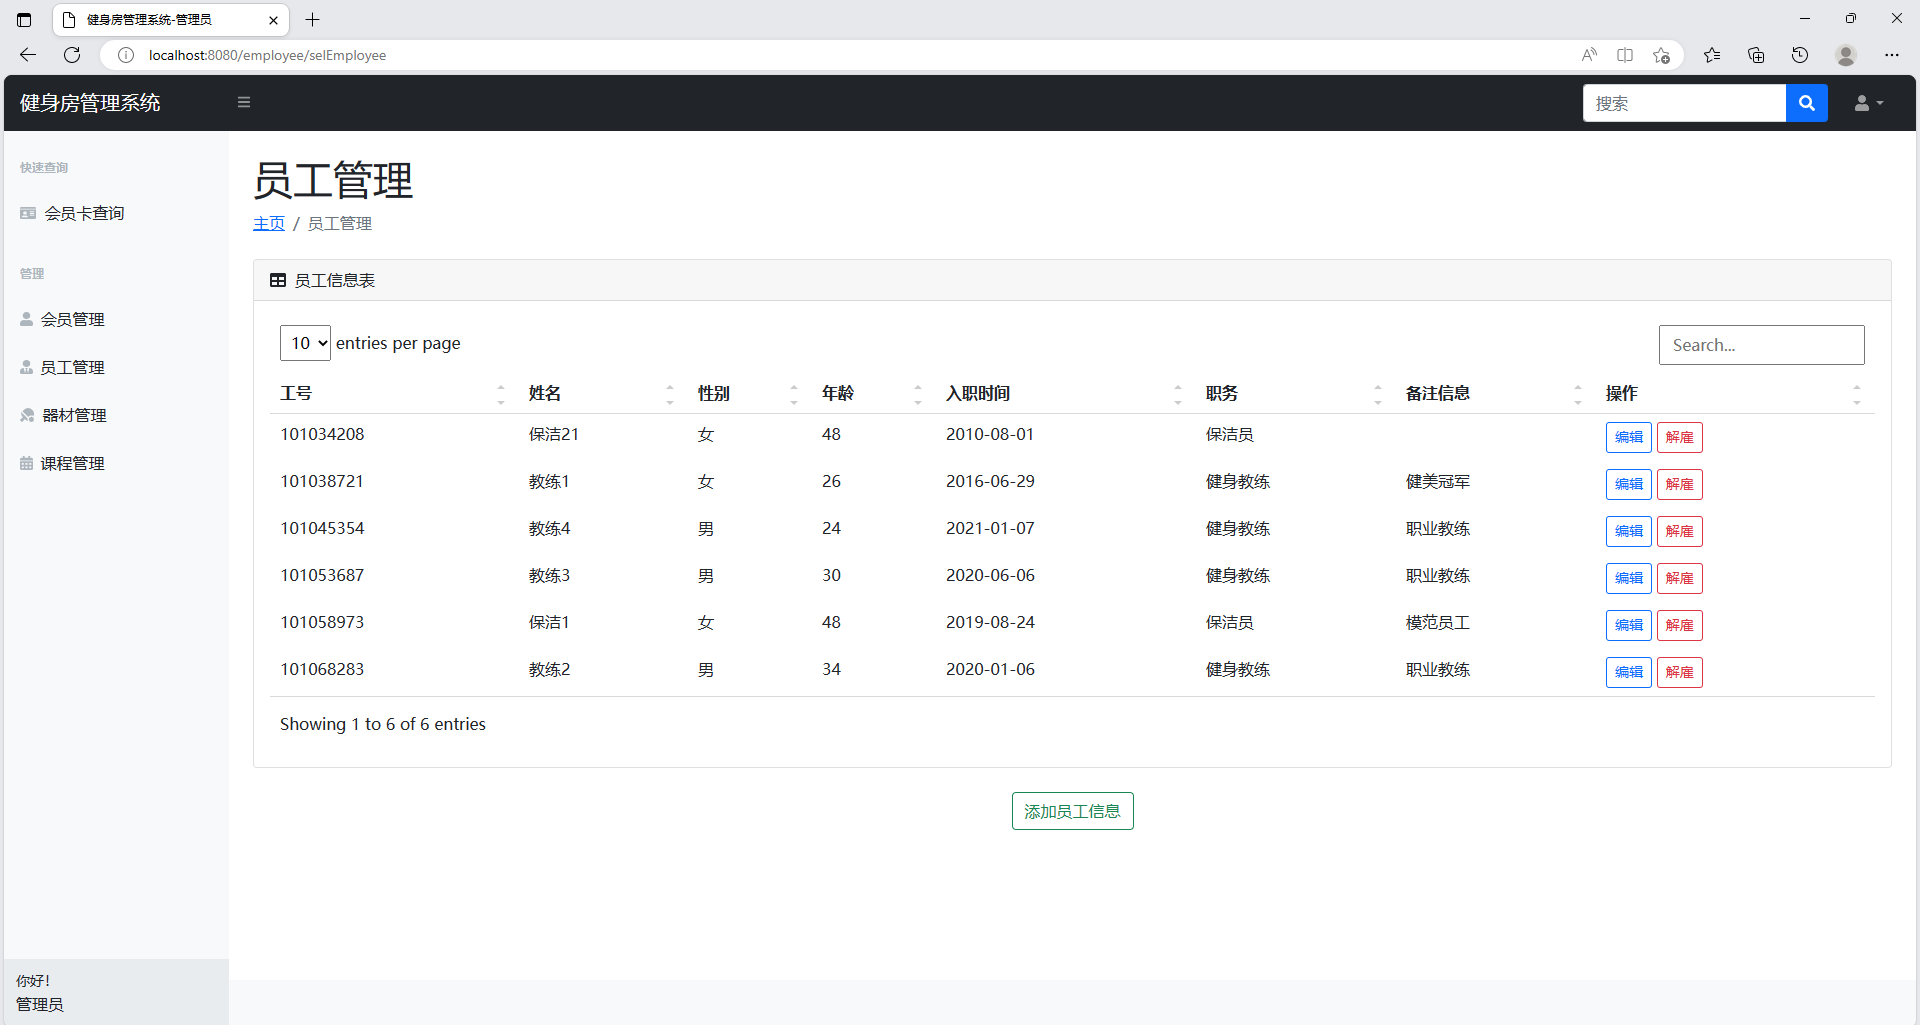 健身房管理系统-管理员
localhost:8080/employee/selEmployee
健身房管理系统
搜索
快速查询
会员卡查询
管理
会员管理
员工管理
器材管理
课程管理
你好!
管理员
员工管理
主页 / 员工管理
员工信息表
10 entries per page
Search...
工号 姓名 性别 年龄 入职时间 职务 备注信息 操作
101034208 保洁21 女 48 2010-08-01 保洁员 编辑 解雇
101038721 教练1 女 26 2016-06-29 健身教练 健美冠军 编辑 解雇
101045354 教练4 男 24 2021-01-07 健身教练 职业教练 编辑 解雇
101053687 教练3 男 30 2020-06-06 健身教练 职业教练 编辑 解雇
101058973 保洁1 女 48 2019-08-24 保洁员 模范员工 编辑 解雇
101068283 教练2 男 34 2020-01-06 健身教练 职业教练 编辑 解雇
Showing 1 to 6 of 6 entries
添加员工信息